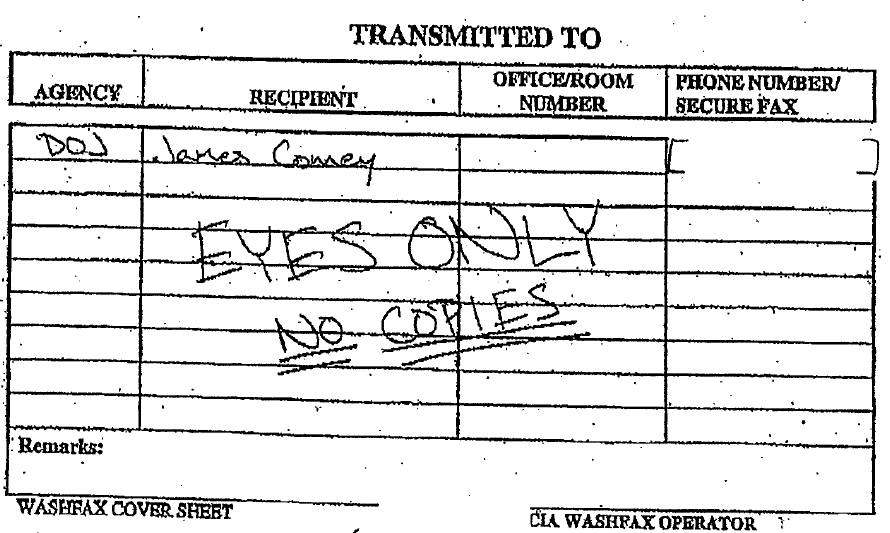 TRANSMITTED TO
AGENCY RECIPIENT OFFICE/ROOM NUMBER PHONE NUMBER/ SECURE FAX
DOJ James Comey [ ]
EYES ONLY
NO COPIES
Remarks:
WASHFAX COVER SHEET CIA WASHFAX OPERATOR